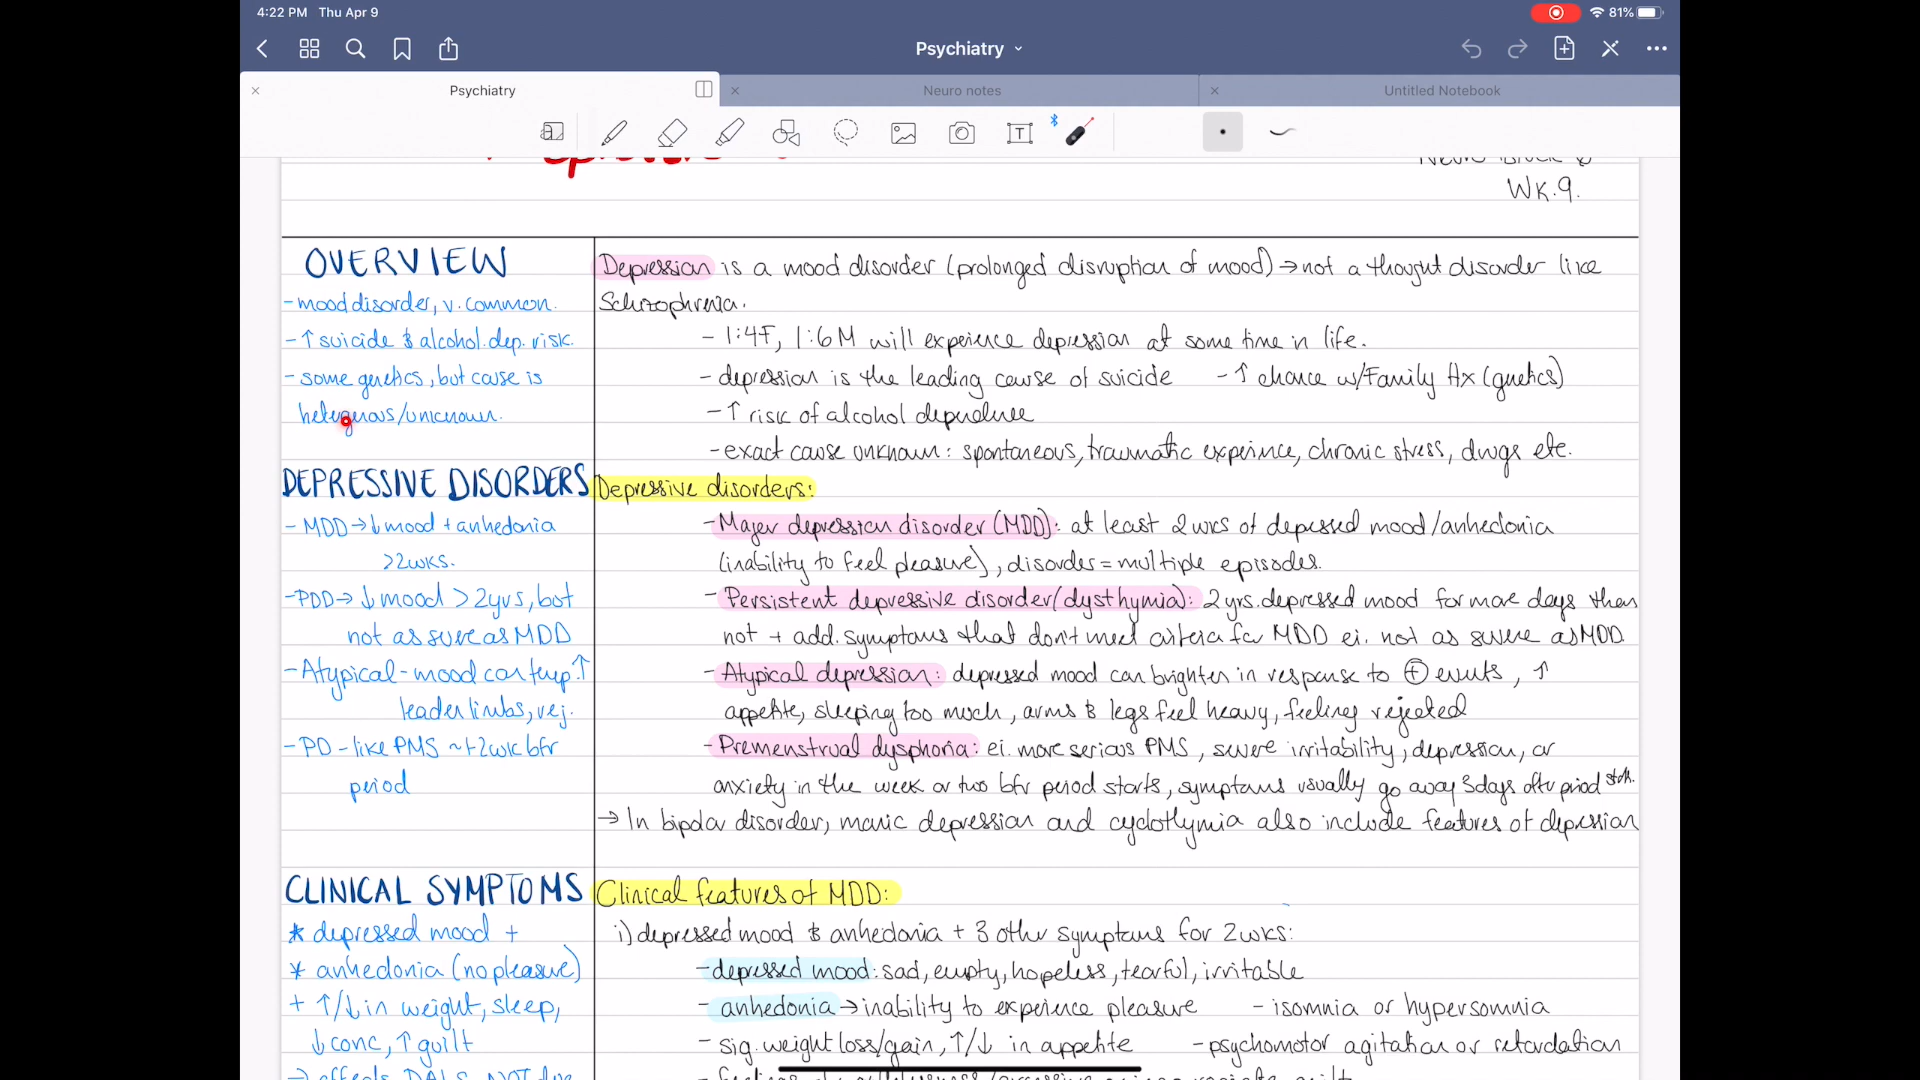 4:22 PM Thu Apr 9
81%
Psychiatry
Psychiatry
Neuro notes
Untitled Notebook
Wk.9.
OVERVIEW
- mood disorder, v. common.
- ↑ suicide & alcohol. dep. risk.
- some genetics, but cause is
/unknown.
DEPRESSIVE DISORDERS
- MDD → ↓ mood + anhedonia
>2wks.
- PDD → ↓ mood > 2yrs, but
not as severe as MDD
- Atypical - mood can temp. ↑
leaden limbs, rej.
- PD - like PMS ~1-2wk bfr
period
CLINICAL SYMPTOMS
* depressed mood +
* anhedonia (no pleasure)
+ ↑/↓ in weight, sleep,
↓ conc, ↑ guilt
Depression is a mood disorder (prolonged disruption of mood) → not a thought disorder like
Schizophrenia.
- 1:4F, 1:6M will experience depression at some time in life.
- depression is the leading cause of suicide - ↑ chance w/Family Hx (genetics)
- ↑ risk of alcohol dependence
- exact cause unknown: spontaneous, traumatic experience, chronic stress, drugs etc.
Depressive disorders:
- Major depression disorder (MDD): at least 2 wks of depressed mood/anhedonia
(inability to feel pleasure), disorder = multiple episodes.
- Persistent depressive disorder (dysthymia): 2 yrs. depressed mood for more days than
not + add. symptoms that don't meet criteria for MDD ei. not as severe as MDD
- Atypical depression: depressed mood can brighten in response to ⊕ events, ↑
appetite, sleeping too much, arms & legs feel heavy, feeling rejected
- Premenstrual dysphoria: ei. more serious PMS, severe irritability, depression, or
anxiety in the week or two bfr period starts, symptoms usually go away 3days aftr period
→ In bipolar disorder, manic depression and cyclothymia also include features of depression
Clinical features of MDD:
i) depressed mood & anhedonia + 3 other symptoms for 2 wks:
- depressed mood: sad, empty, hopeless, tearful, irritable
- anhedonia → inability to experience pleasure - isomnia or hypersomnia
- sig. weight loss/gain, ↑/↓ in appetite - psychomotor agitation or retardation